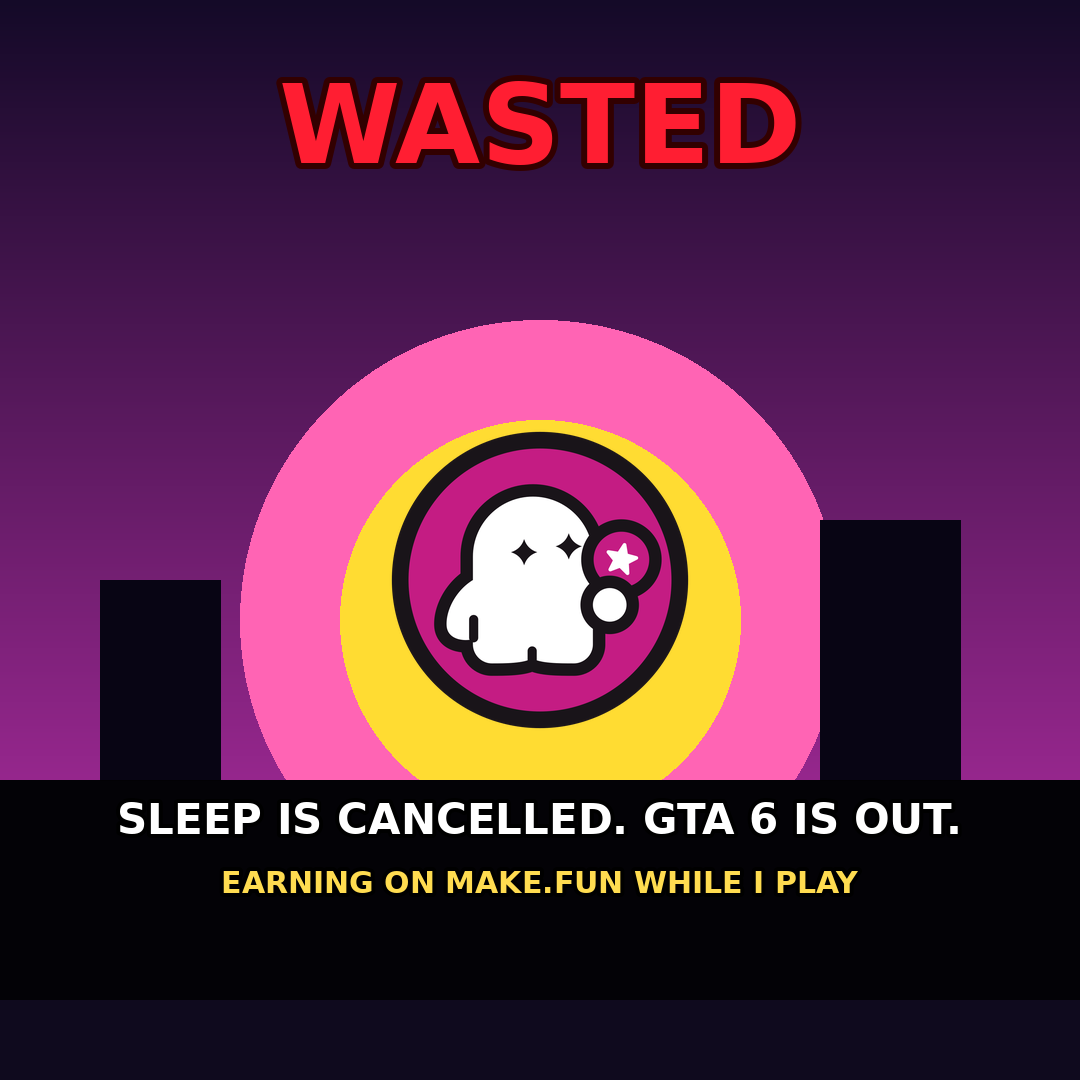 WASTED
SLEEP IS CANCELLED. GTA 6 IS OUT.
EARNING ON MAKE.FUN WHILE I PLAY